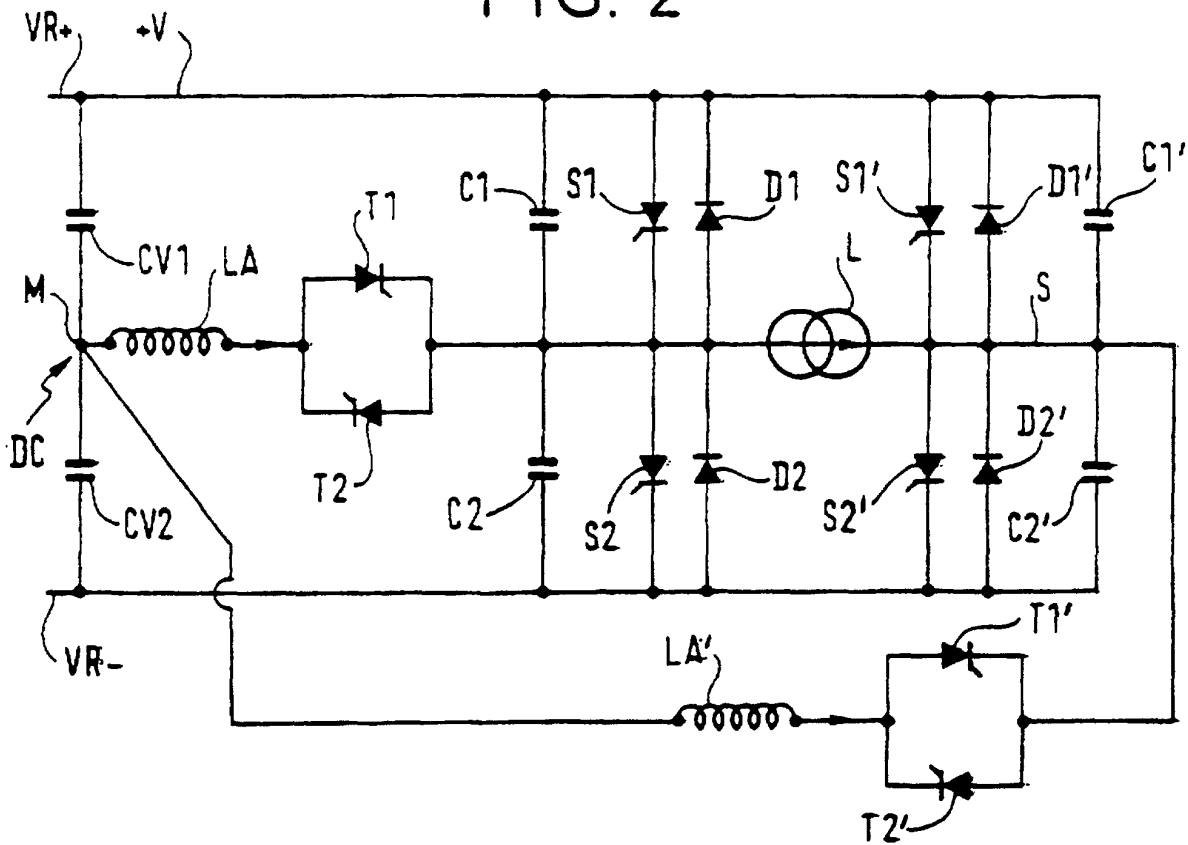 FIG. 2
VR+
+V
C1
S1
D1
S1'
D1'
C1'
T1
CV1
LA
L
M
S
DC
T2
C2
S2
D2
S2'
D2'
C2'
CV2
VR-
LA'
T1'
T2'